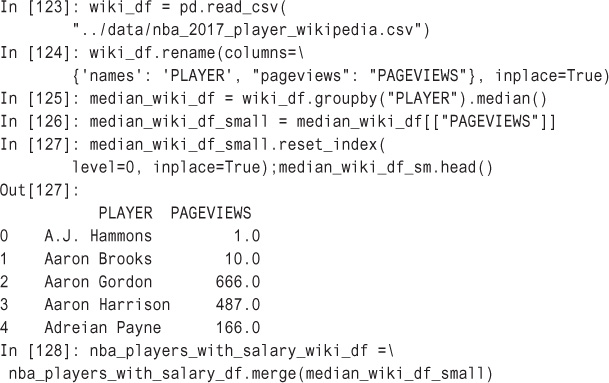 In [123]: wiki_df = pd.read_csv(
"../data/nba_2017_player_wikipedia.csv")
In [124]: wiki_df.rename(columns=\
{'names': 'PLAYER', "pageviews": "PAGEVIEWS"}, inplace=True)
In [125]: median_wiki_df = wiki_df.groupby("PLAYER").median()
In [126]: median_wiki_df_small = median_wiki_df[["PAGEVIEWS"]]
In [127]: median_wiki_df_small.reset_index(
level=0, inplace=True);median_wiki_df_sm.head()
Out[127]:
PLAYER PAGEVIEWS
0 A.J. Hammons 1.0
1 Aaron Brooks 10.0
2 Aaron Gordon 666.0
3 Aaron Harrison 487.0
4 Adreian Payne 166.0
In [128]: nba_players_with_salary_wiki_df =\
nba_players_with_salary_df.merge(median_wiki_df_small)